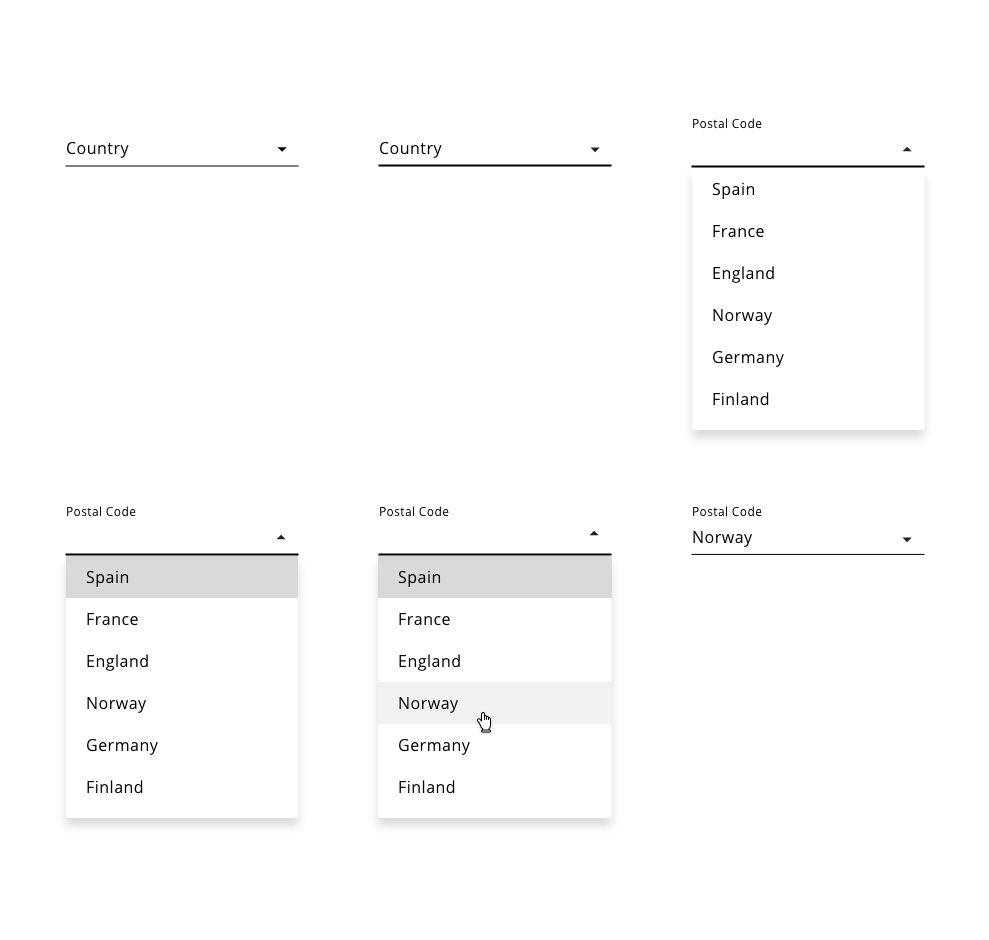 Country
Country
Postal Code
Spain
France
England
Norway
Germany
Finland
Postal Code
Spain
France
England
Norway
Germany
Finland
Postal Code
Spain
France
England
Norway
Germany
Finland
Postal Code
Norway